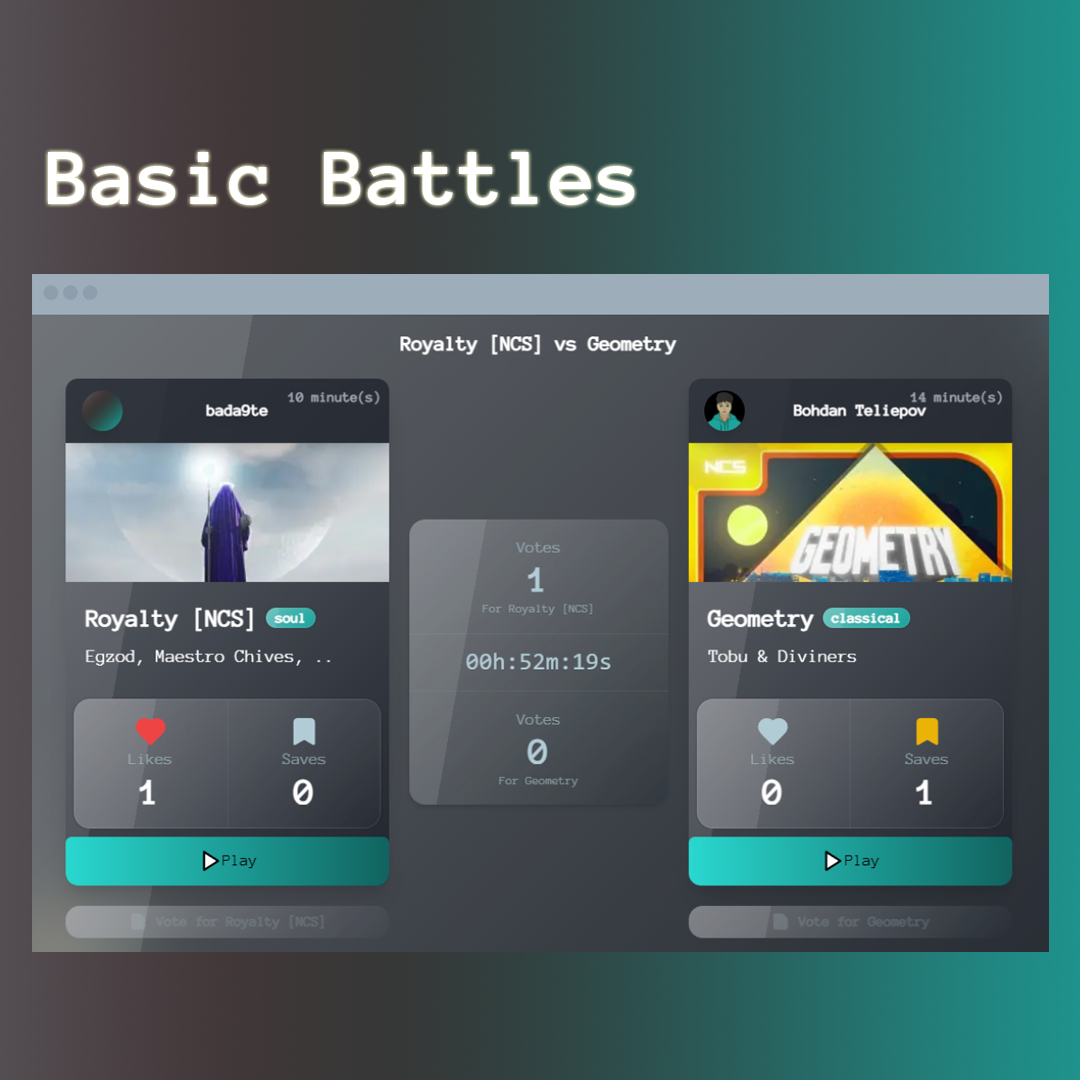 Basic Battles
Royalty [NCS] vs Geometry
10 minute(s)
bada9te
Royalty [NCS] soul
Egzod, Maestro Chives, ..
Likes
1
Saves
0
Play
Vote for Royalty [NCS]
Votes
1
For Royalty [NCS]
00h:52m:19s
Votes
0
For Geometry
14 minute(s)
Bohdan Teliepov
NCS
GEOMETRY
Geometry classical
Tobu & Diviners
Likes
0
Saves
1
Play
Vote for Geometry